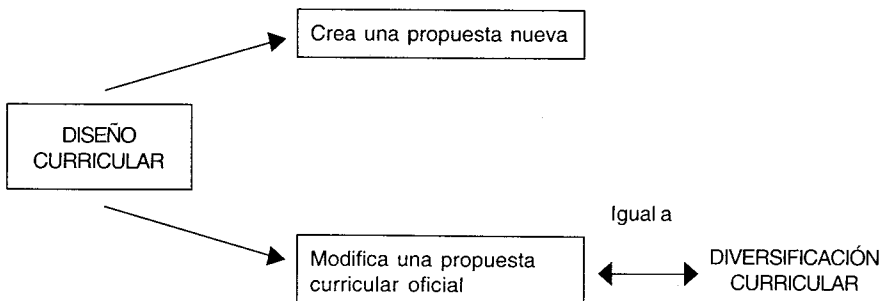 Crea una propuesta nueva
DISEÑO
CURRICULAR
Igual a
Modifica una propuesta
curricular oficial
DIVERSIFICACIÓN
CURRICULAR